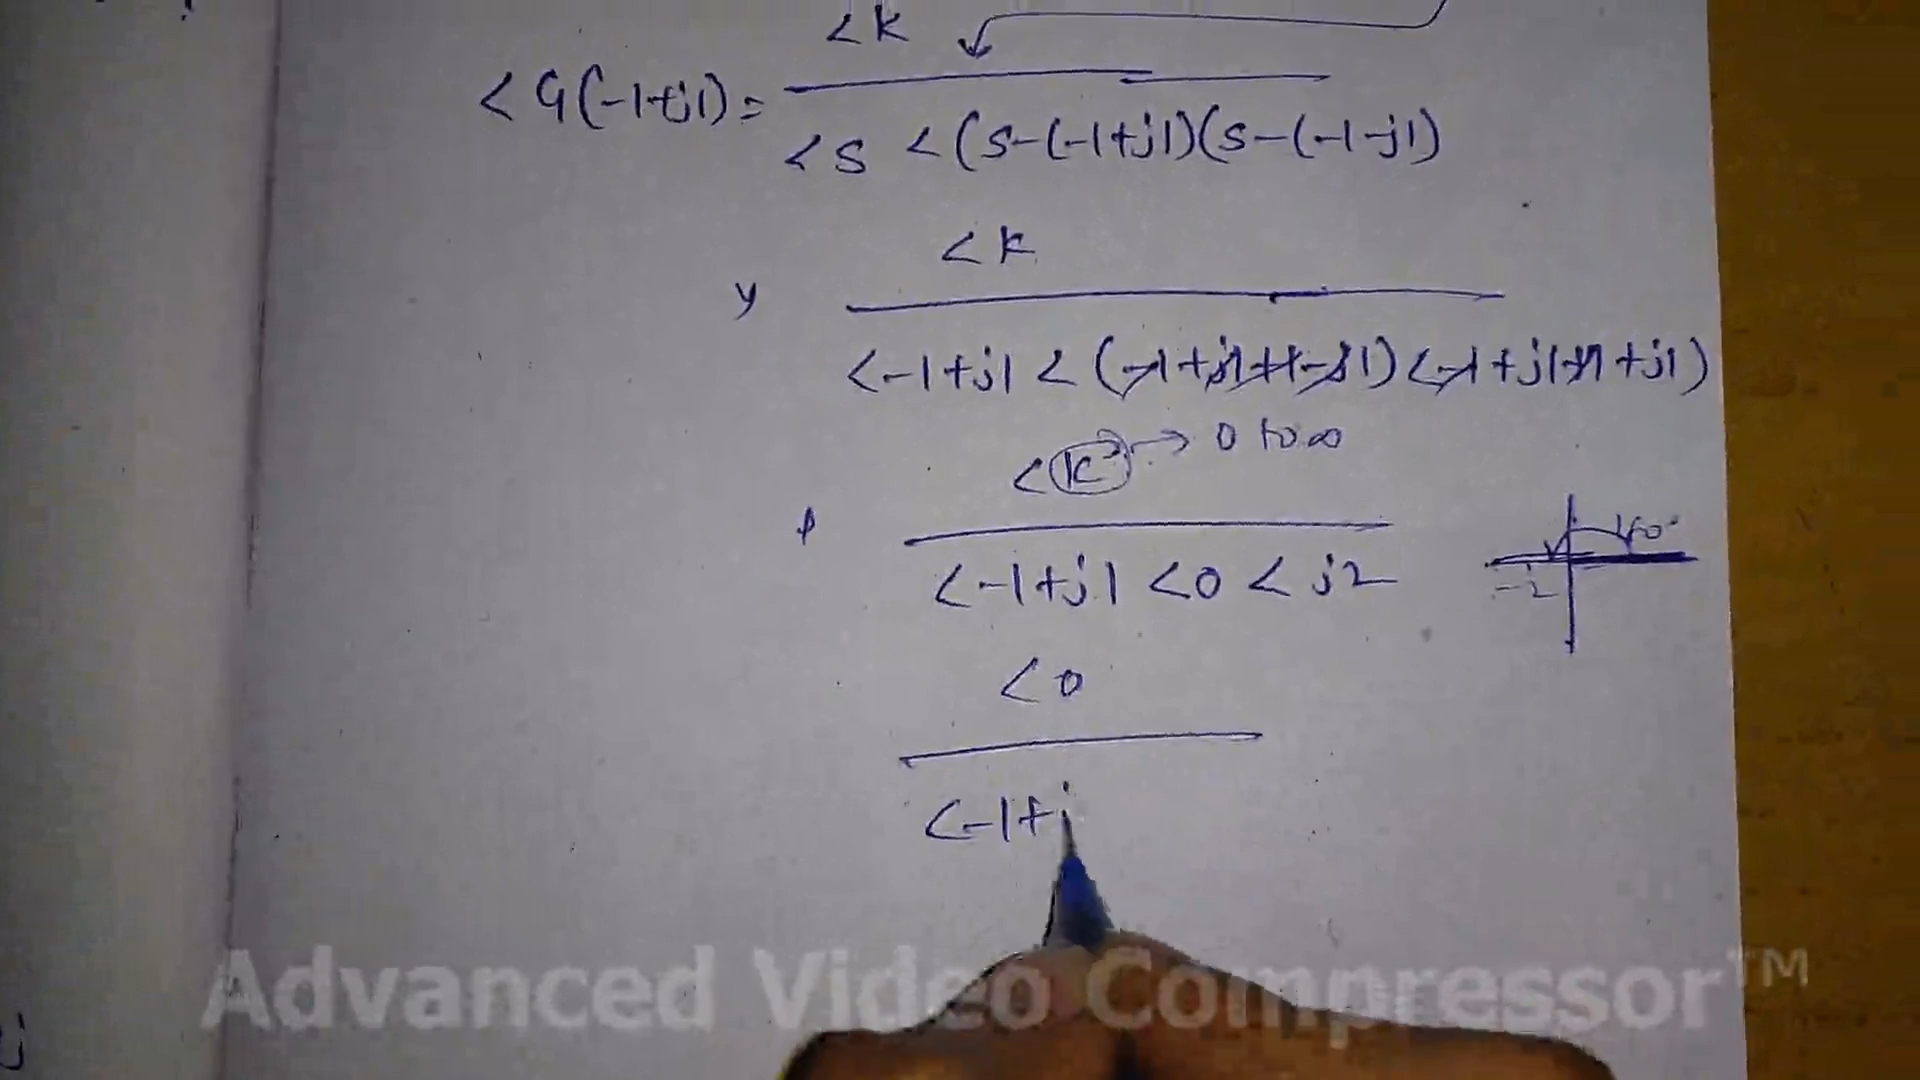 <K
<G(-1+j1)=
<s <(s-(-1+j1)(s-(-1-j1)
<K
<-1+j1 <(-1+j1+1-j1) <-1+j1+1+j1)
<K → 0 to ∞
<-1+j1 <0 <j2
-2
<0
<-1+j
Advanced Video Compressor™